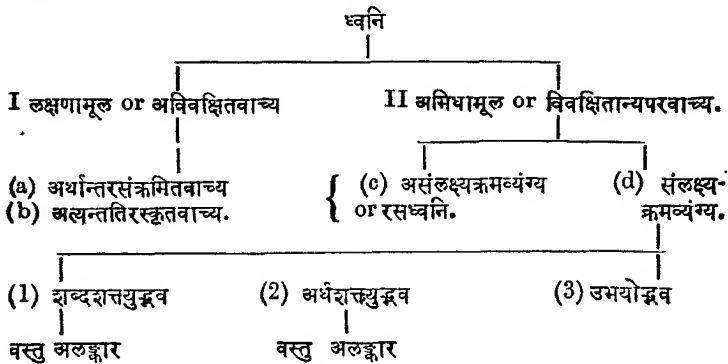 ध्वनि
I लक्षणामूल or अविवक्षितवाच्य II अमिधामूल or विवक्षितान्यपरवाच्य.
(a) अर्थान्तरसंक्रमितवाच्य { (c) असंलक्ष्यक्रमव्यंग्य (d) संलक्ष्य-
(b) अत्यन्ततिरस्कृतवाच्य. or रसध्वनि. क्रमव्यंग्य.
(1) शब्दशक्त्युद्भव (2) अर्थशक्त्युद्भव (3) उभयोद्भव
वस्तु अलङ्कार वस्तु अलङ्कार